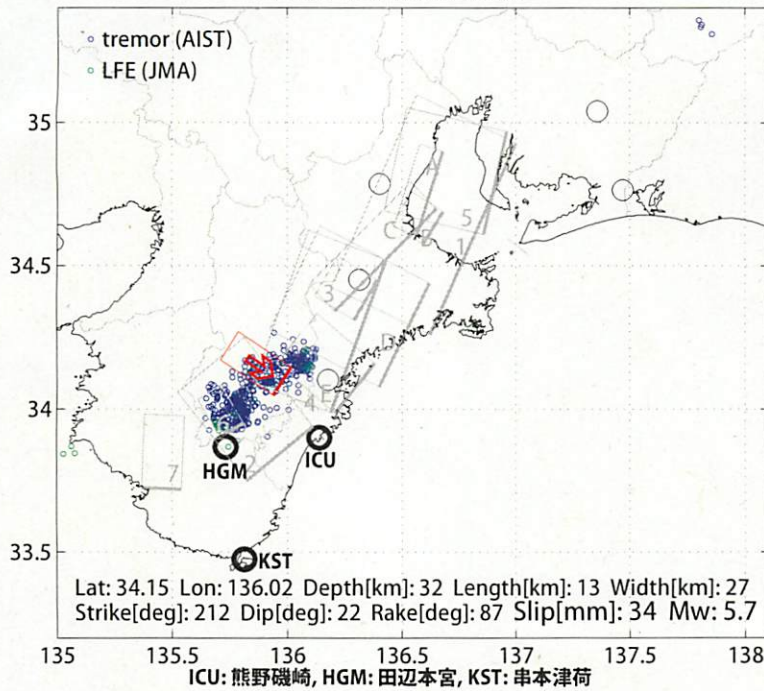 tremor (AIST)
LFE (JMA)
35
34.5
34
33.5
A
5
C
B
1
3
D
E
4
2
7
HGM
ICU
KST
Lat: 34.15 Lon: 136.02 Depth[km]: 32 Length[km]: 13 Width[km]: 27
Strike[deg]: 212 Dip[deg]: 22 Rake[deg]: 87 Slip[mm]: 34 Mw: 5.7
135 135.5 136 136.5 137 137.5 138
ICU: 熊野磯崎, HGM: 田辺本宮, KST: 串本津荷